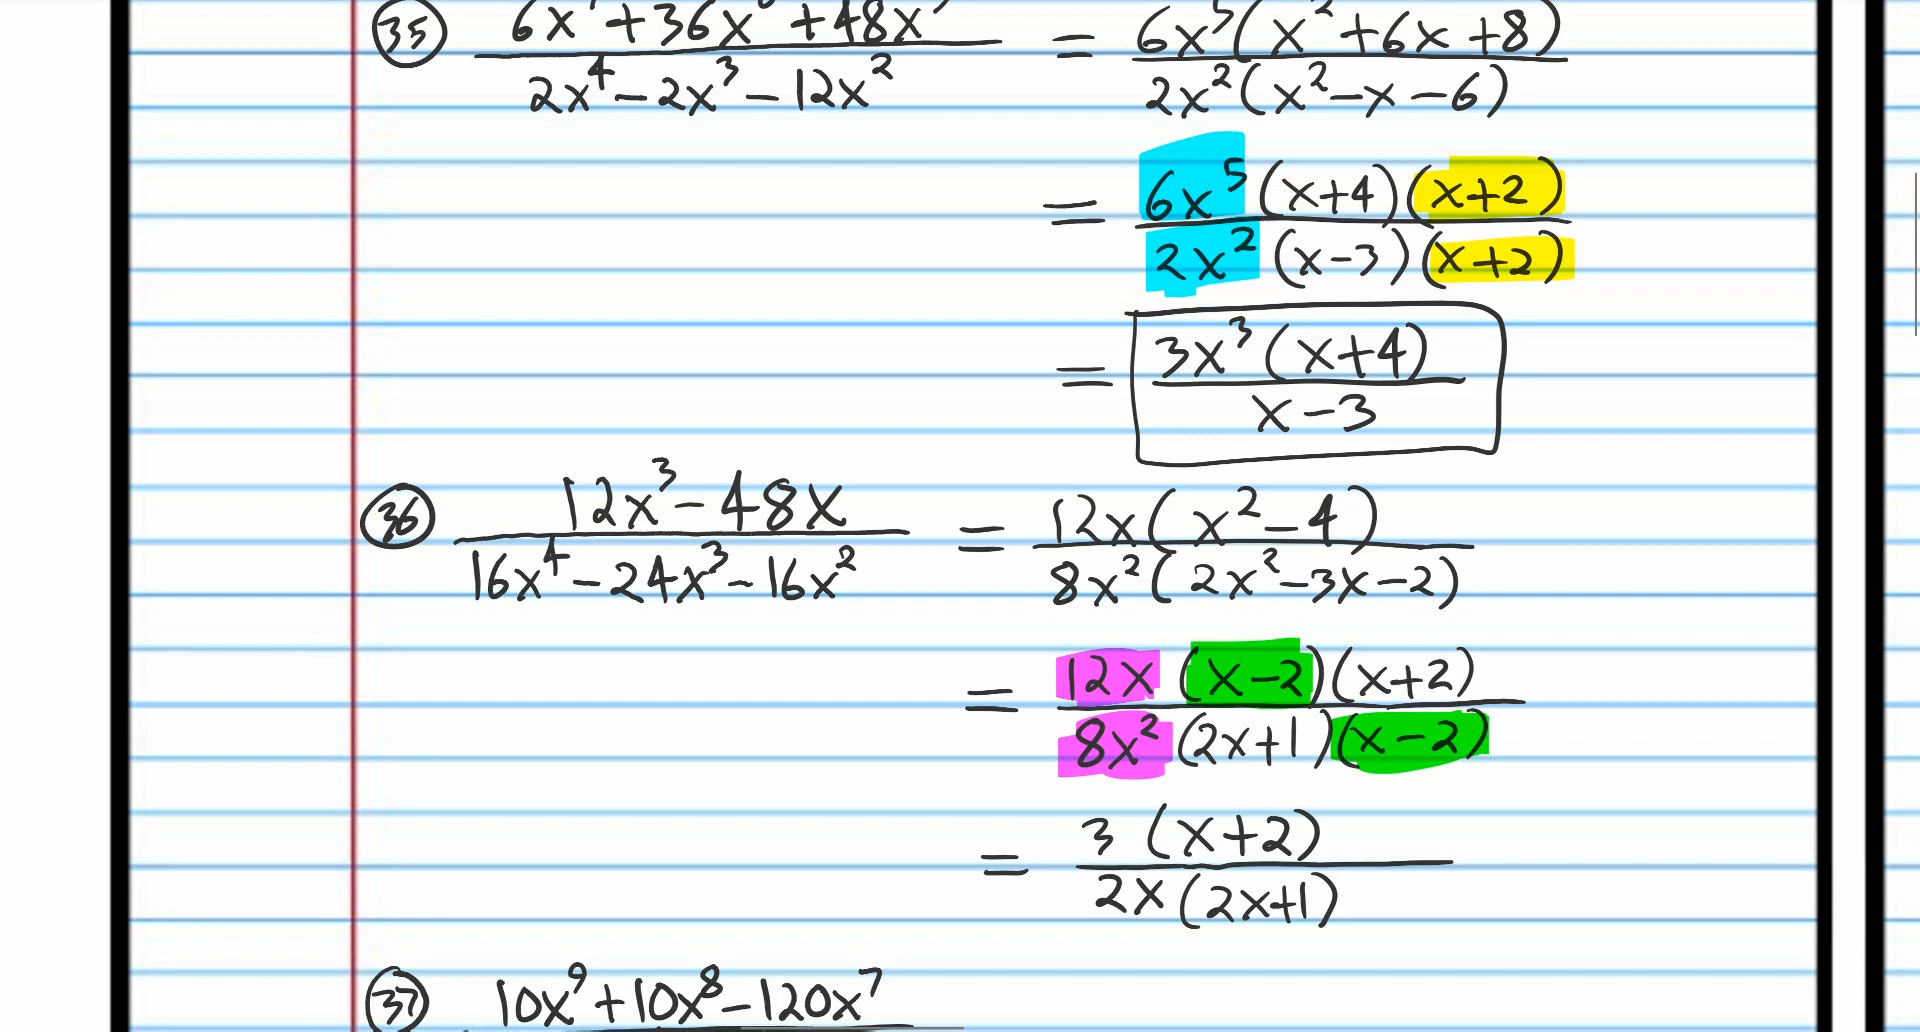 (35) (6x⁷+36x⁶+48x⁵)/(2x⁴-2x³-12x²) = 6x⁵(x²+6x+8)/2x²(x²-x-6)
= 6x⁵(x+4)(x+2)/2x²(x-3)(x+2)
= 3x³(x+4)/x-3
(36) (12x³-48x)/(16x⁴-24x³-16x²) = 12x(x²-4)/8x²(2x²-3x-2)
= 12x(x-2)(x+2)/8x²(2x+1)(x-2)
= 3(x+2)/2x(2x+1)
(37) 10x⁹+10x⁸-120x⁷